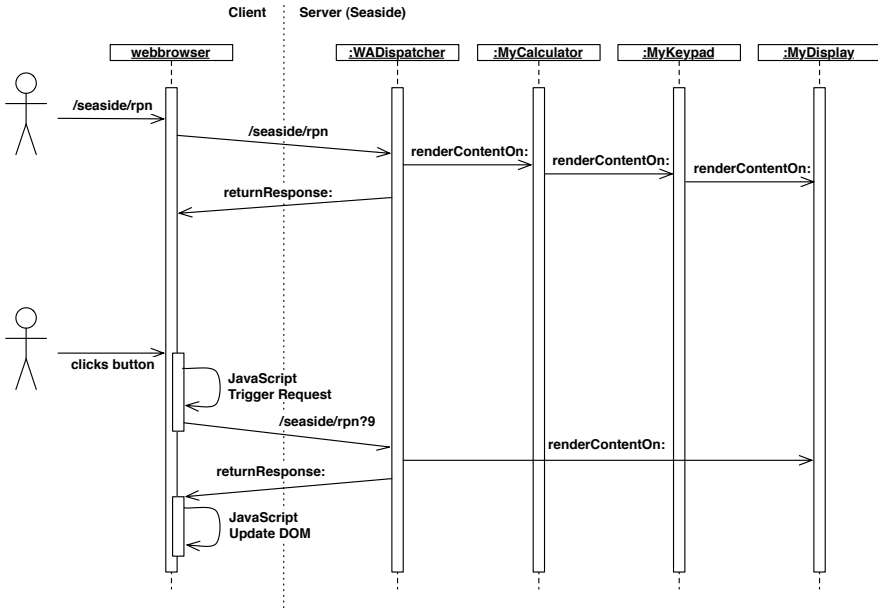 Client
Server (Seaside)
webbrowser
:WADispatcher
:MyCalculator
:MyKeypad
:MyDisplay
/seaside/rpn
/seaside/rpn
renderContentOn:
renderContentOn:
renderContentOn:
returnResponse:
clicks button
JavaScript
Trigger Request
/seaside/rpn?9
renderContentOn:
returnResponse:
JavaScript
Update DOM